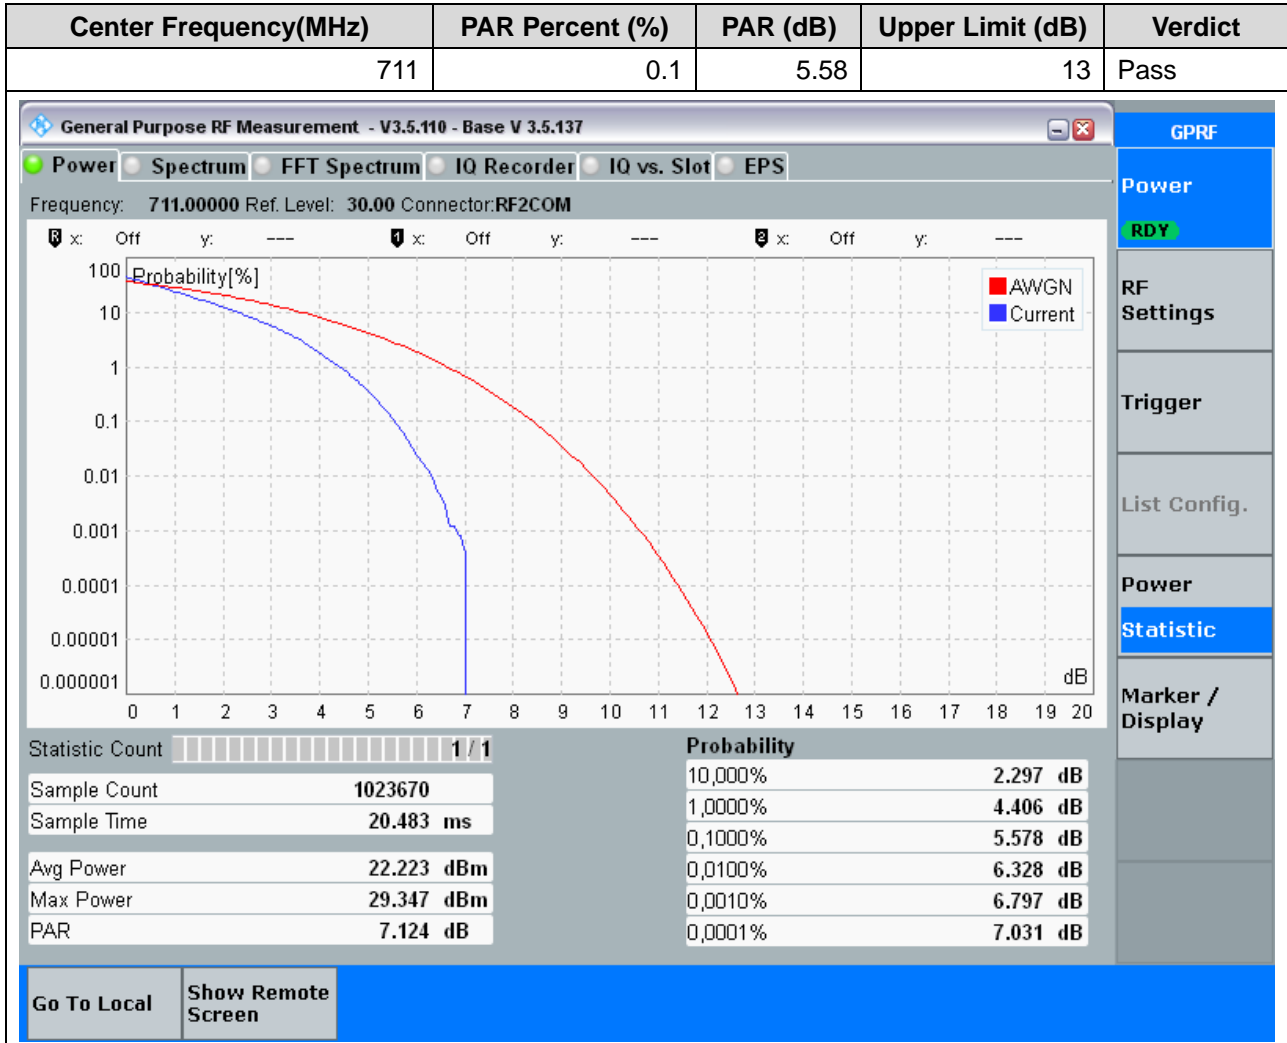 Center Frequency(MHz) PAR Percent (%) PAR (dB) Upper Limit (dB) Verdict
711 0.1 5.58 13 Pass
General Purpose RF Measurement - V3.5.110 - Base V 3.5.137
GPRF
Power Spectrum FFT Spectrum IQ Recorder IQ vs. Slot EPS
Frequency: 711.00000 Ref. Level: 30.00 Connector:RF2COM
R x: Off y: --- 1 x: Off y: --- 2 x: Off y: ---
Probability[%]
AWGN
Current
100
10
1
0.1
0.01
0.001
0.0001
0.00001
0.000001
dB
0 1 2 3 4 5 6 7 8 9 10 11 12 13 14 15 16 17 18 19 20
Statistic Count 1 / 1
Sample Count 1023670
Sample Time 20.483 ms
Avg Power 22.223 dBm
Max Power 29.347 dBm
PAR 7.124 dB
Probability
10,000% 2.297 dB
1,0000% 4.406 dB
0,1000% 5.578 dB
0,0100% 6.328 dB
0,0010% 6.797 dB
0,0001% 7.031 dB
Power
RDY
RF
Settings
Trigger
List Config.
Power
Statistic
Marker /
Display
Go To Local
Show Remote
Screen